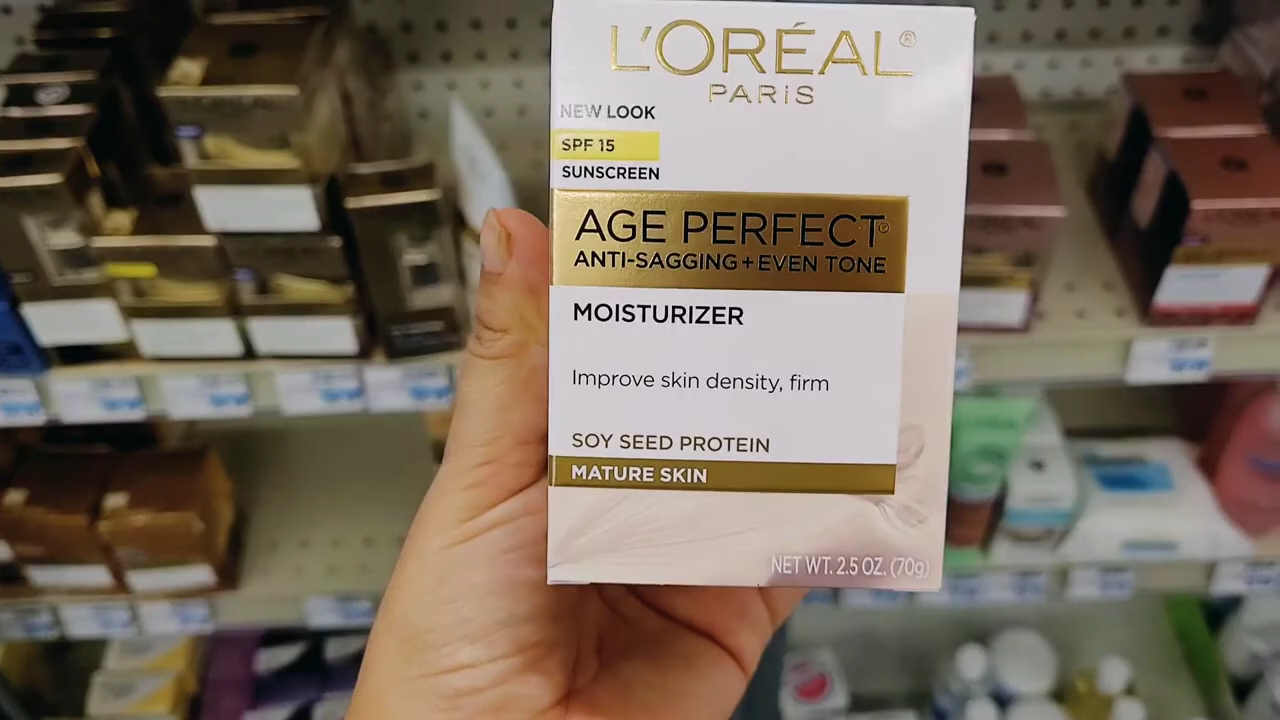 L'ORÉAL®
PARiS
NEW LOOK
SPF 15
SUNSCREEN
AGE PERFECT®
ANTI-SAGGING+EVEN TONE
MOISTURIZER
Improve skin density, firm
SOY SEED PROTEIN
MATURE SKIN
NET WT. 2.5 OZ. (70g)